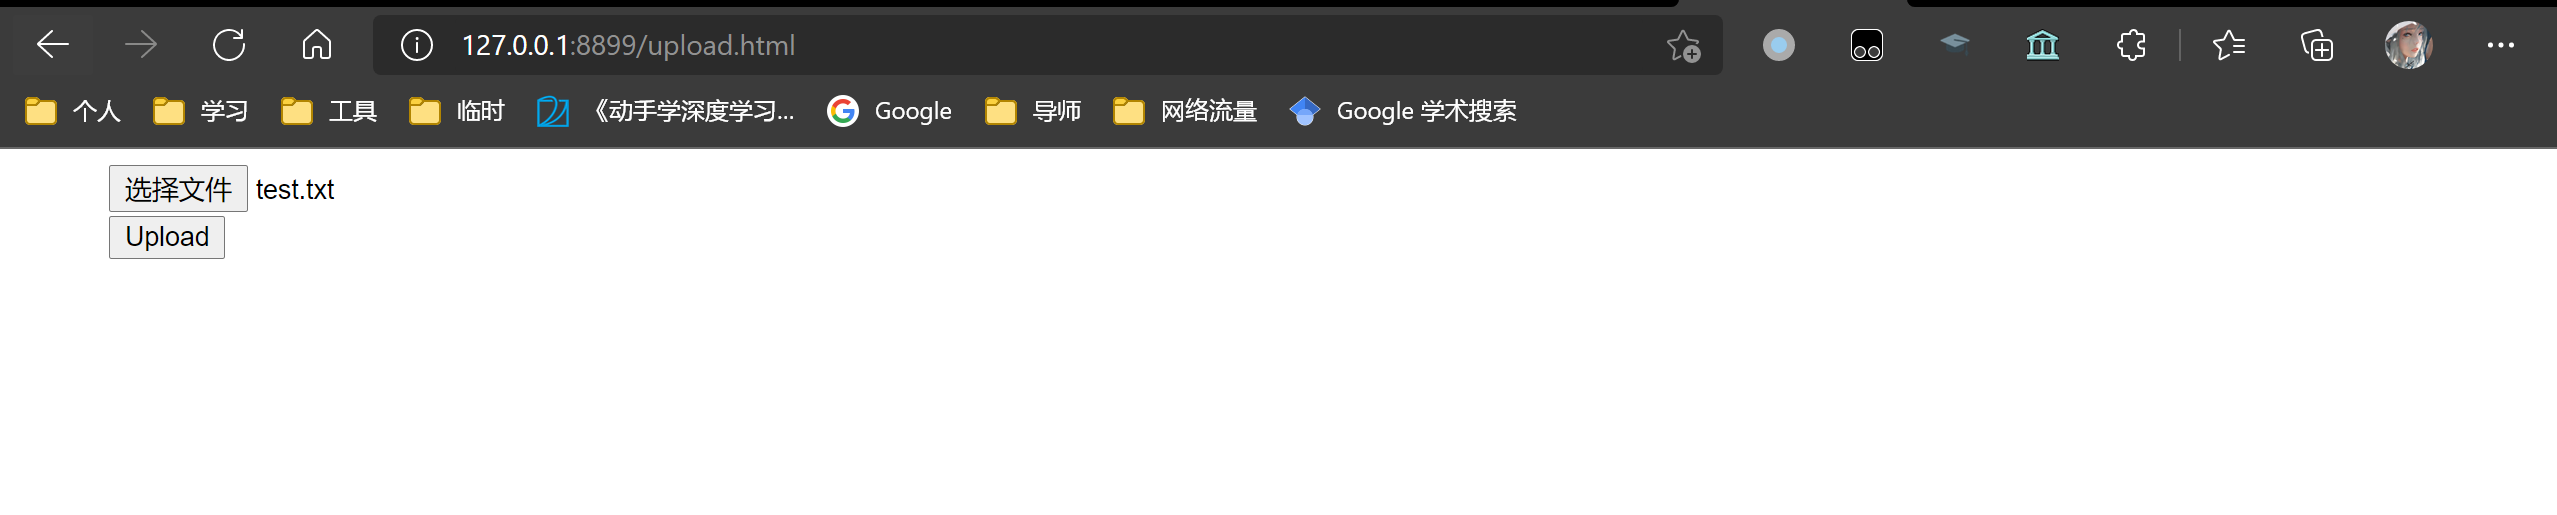 127.0.0.1:8899/upload.html
个人 学习 工具 临时 《动手学深度学习... Google 导师 网络流量 Google 学术搜索
选择文件 test.txt
Upload